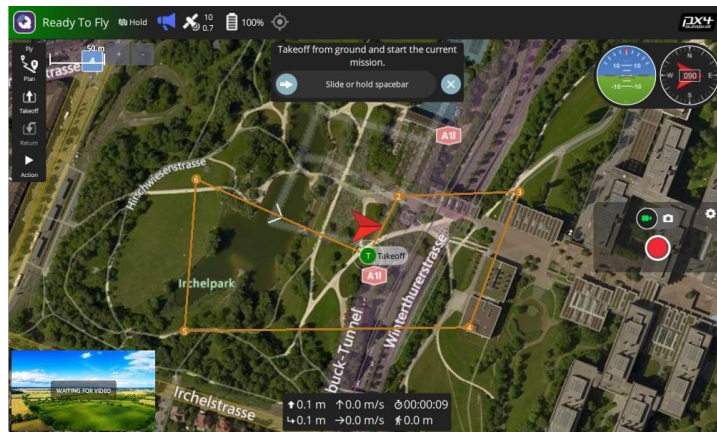 Ready To Fly
Hold
10
0.7
100%
PX4
autopilot
Fly
Plan
Takeoff
Return
Action
50 m
Takeoff from ground and start the current
mission.
Slide or hold spacebar
N
W
090
E
S
10
10
-10
-10
Hirschwiesenstrasse
A1l
6
2
3
T
Takeoff
A1l
Irchelpark
Winterthurerstrasse
buck-Tunnel
5
4
Irchelstrasse
WAITING FOR VIDEO
0.1 m
0.0 m/s
00:00:09
0.1 m
0.0 m/s
0.0 m